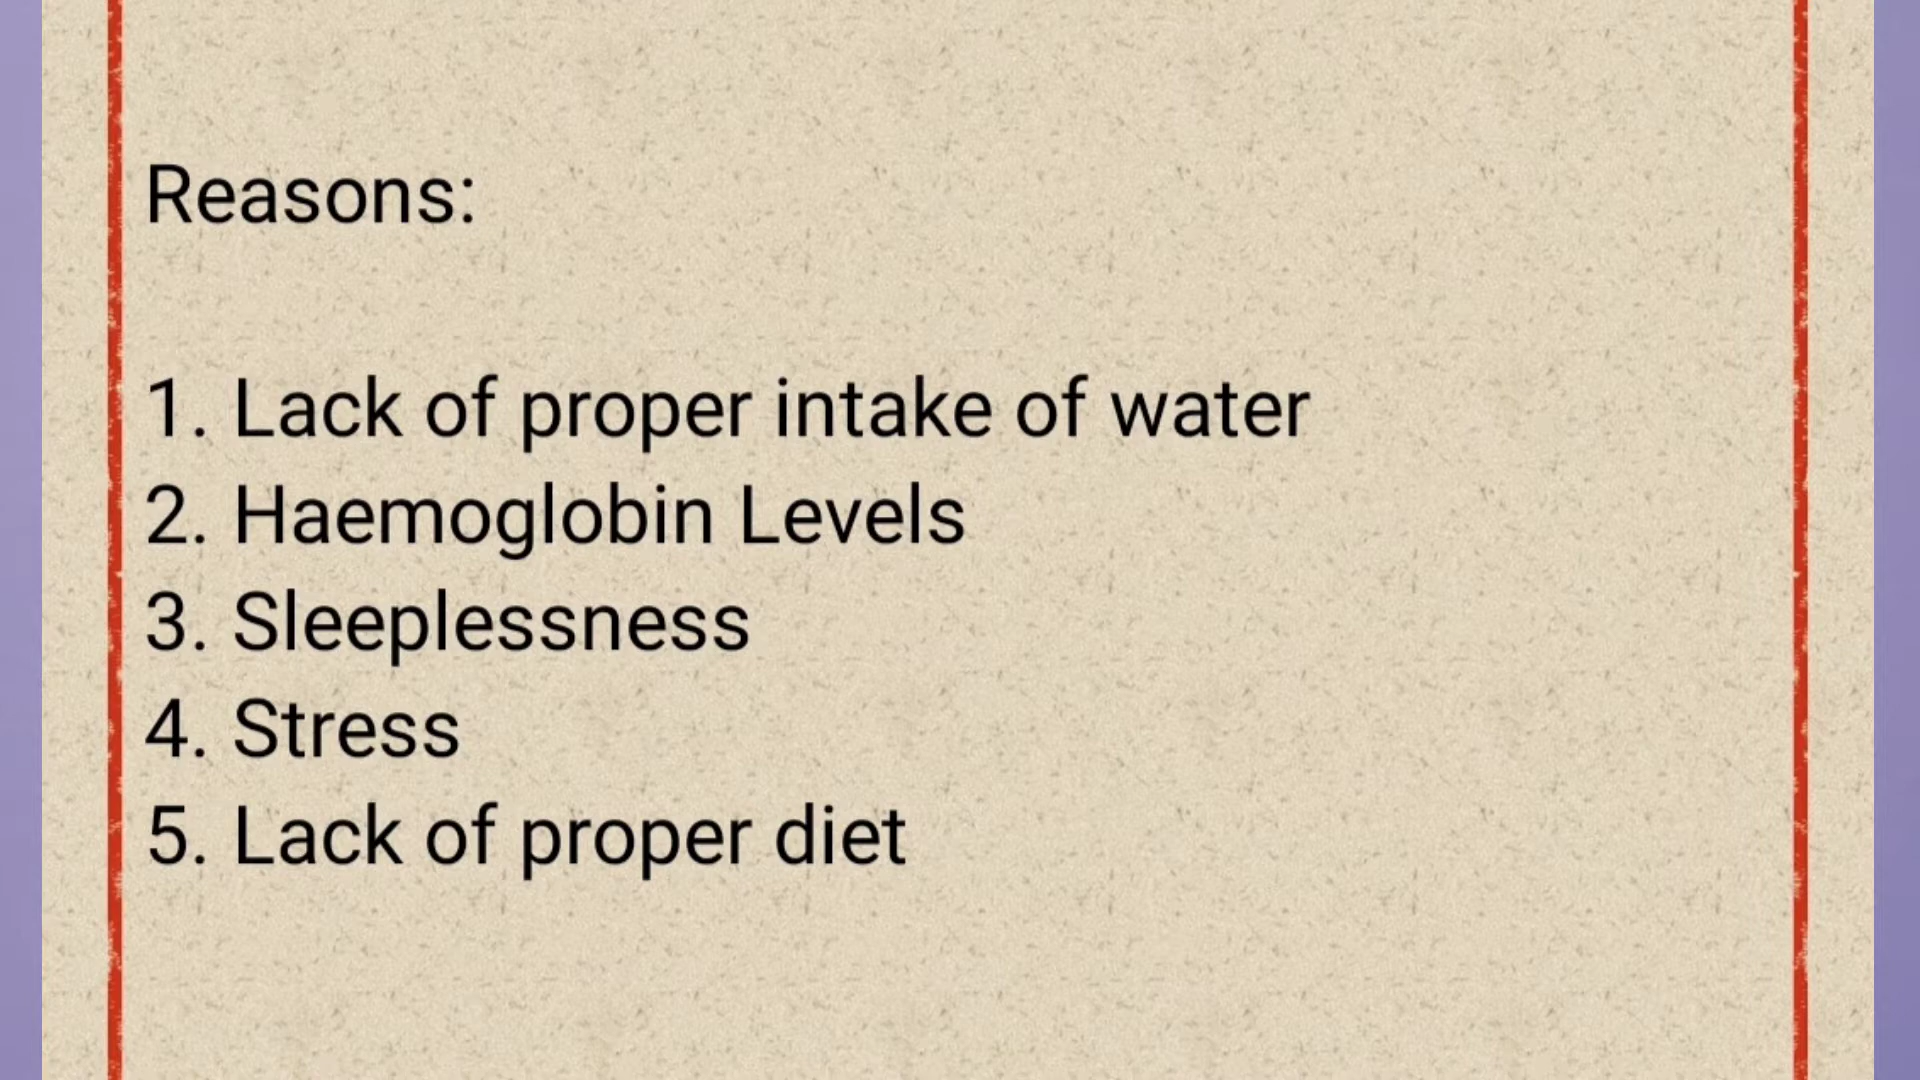 Reasons:
1. Lack of proper intake of water
2. Haemoglobin Levels
3. Sleeplessness
4. Stress
5. Lack of proper diet